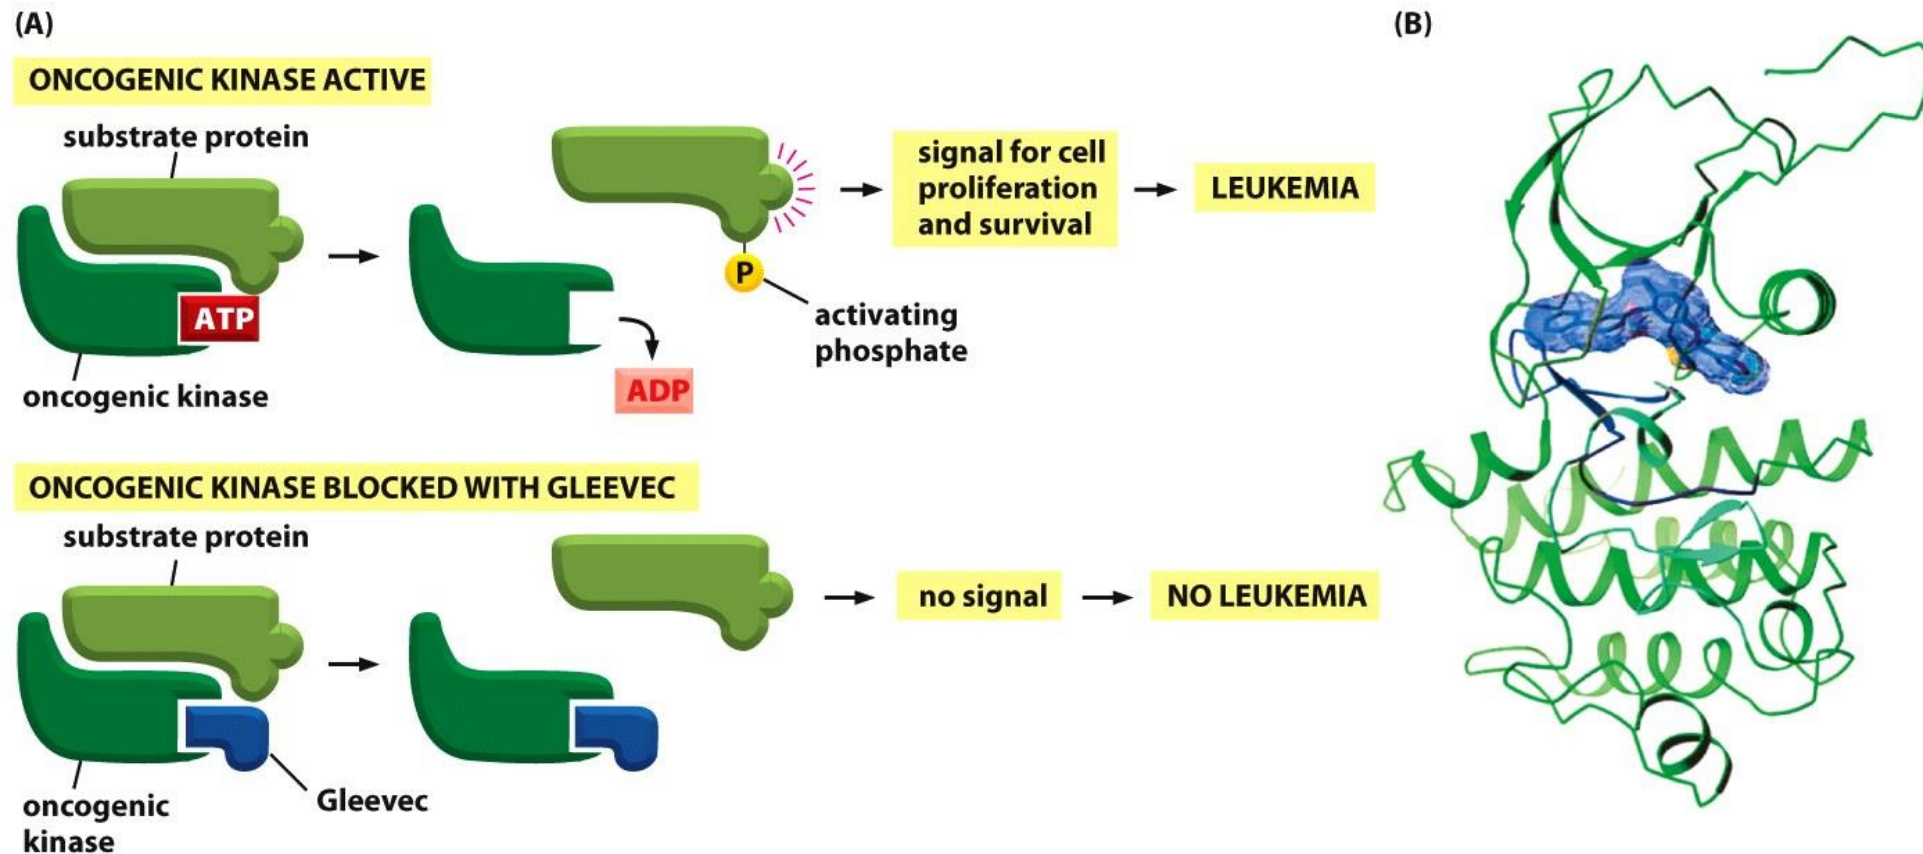 (A)
ONCOGENIC KINASE ACTIVE
substrate protein
ATP
oncogenic kinase
ADP
P
activating
phosphate
signal for cell
proliferation
and survival
LEUKEMIA
ONCOGENIC KINASE BLOCKED WITH GLEEVEC
substrate protein
oncogenic
kinase
Gleevec
no signal
NO LEUKEMIA
(B)